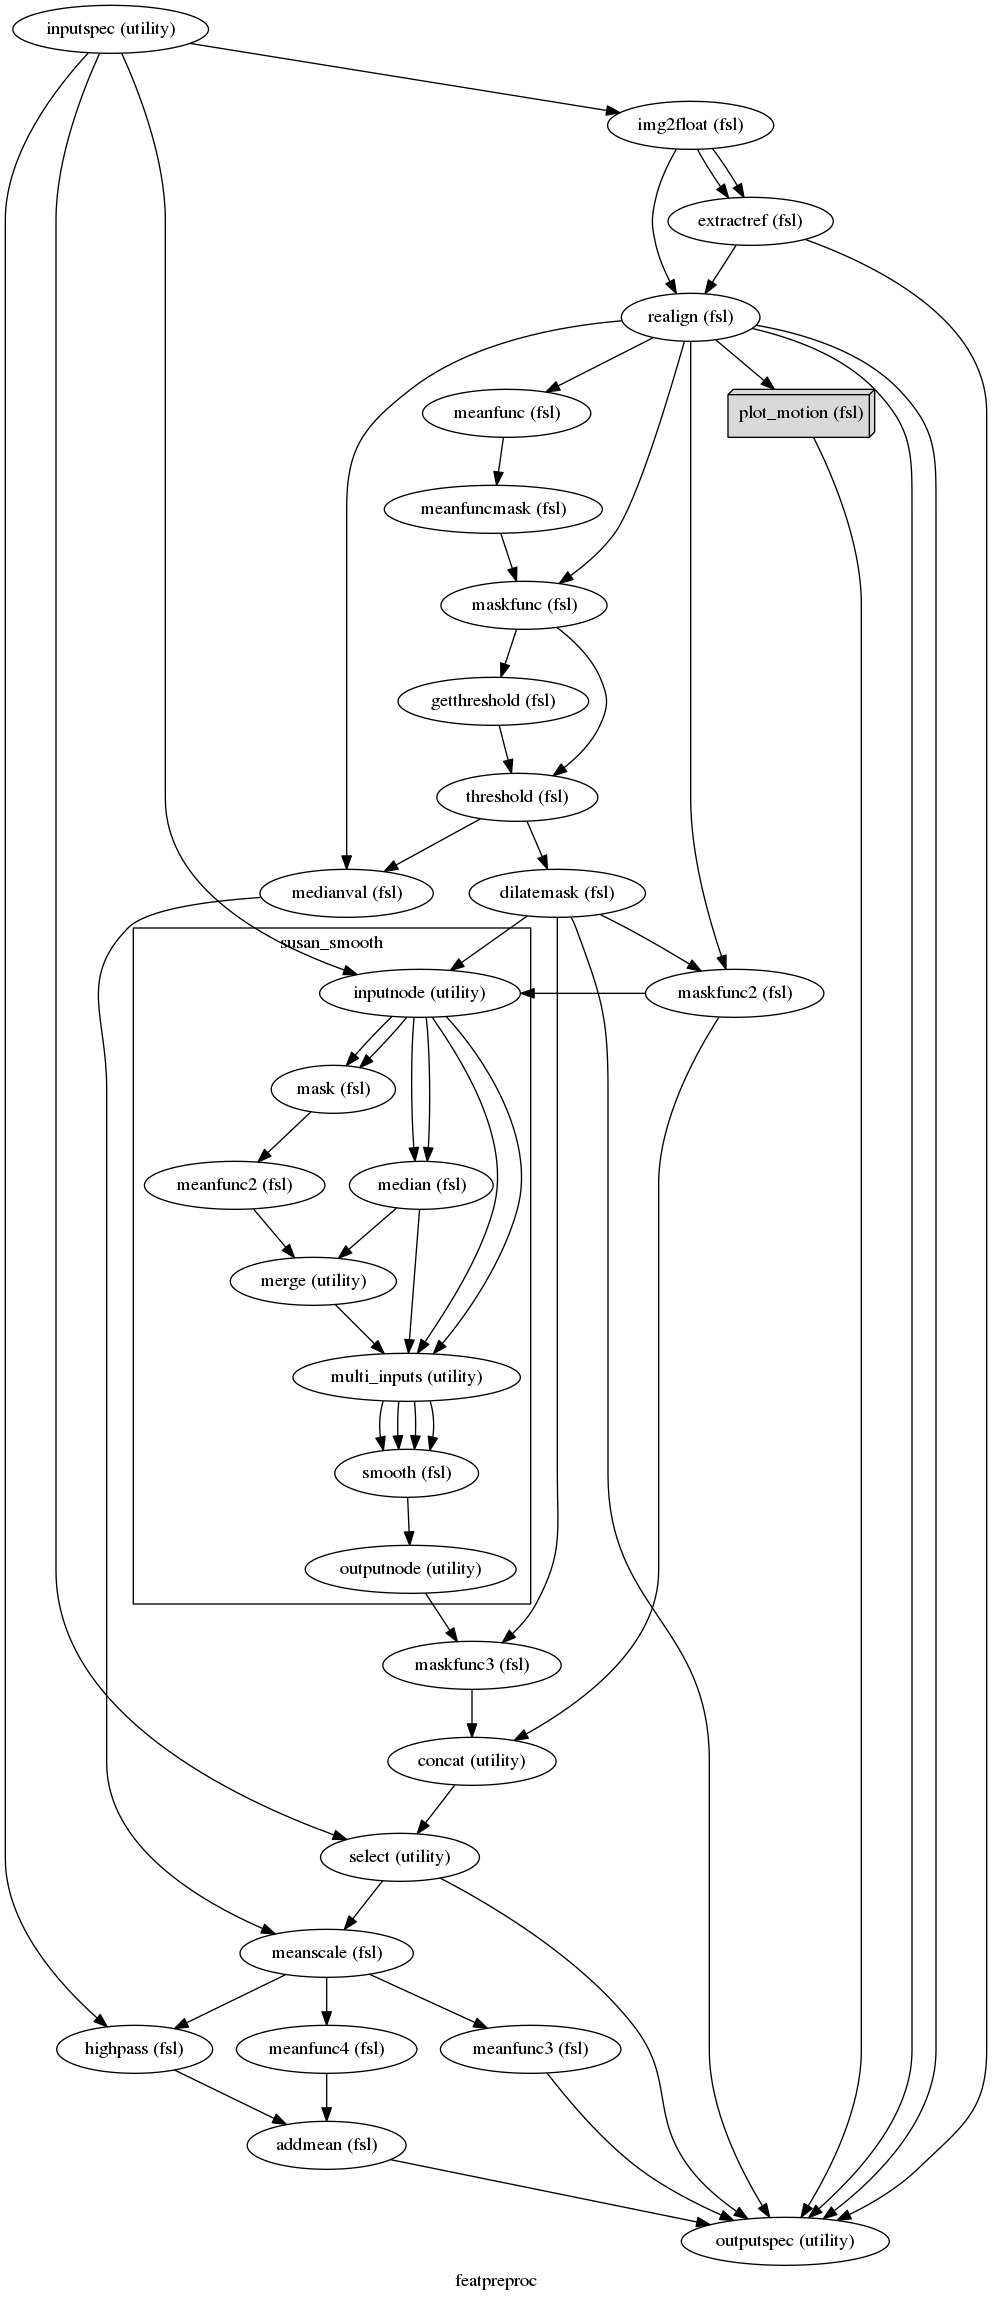 inputspec (utility)
img2float (fsl)
extractref (fsl)
realign (fsl)
meanfunc (fsl)
plot_motion (fsl)
meanfuncmask (fsl)
maskfunc (fsl)
getthreshold (fsl)
threshold (fsl)
medianval (fsl)
dilatemask (fsl)
susan_smooth
inputnode (utility)
maskfunc2 (fsl)
mask (fsl)
meanfunc2 (fsl)
median (fsl)
merge (utility)
multi_inputs (utility)
smooth (fsl)
outputnode (utility)
maskfunc3 (fsl)
concat (utility)
select (utility)
meanscale (fsl)
highpass (fsl)
meanfunc4 (fsl)
meanfunc3 (fsl)
addmean (fsl)
outputspec (utility)
featpreproc